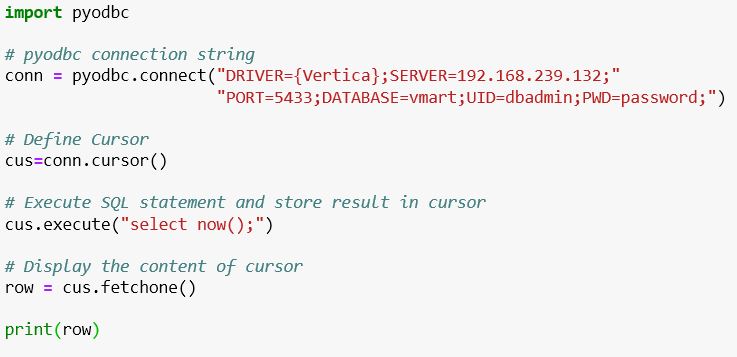 import pyodbc
# pyodbc connection string
conn = pyodbc.connect("DRIVER={Vertica};SERVER=192.168.239.132;"
"PORT=5433;DATABASE=vmart;UID=dbadmin;PWD=password;")
# Define Cursor
cus=conn.cursor()
# Execute SQL statement and store result in cursor
cus.execute("select now();")
# Display the content of cursor
row = cus.fetchone()
print(row)